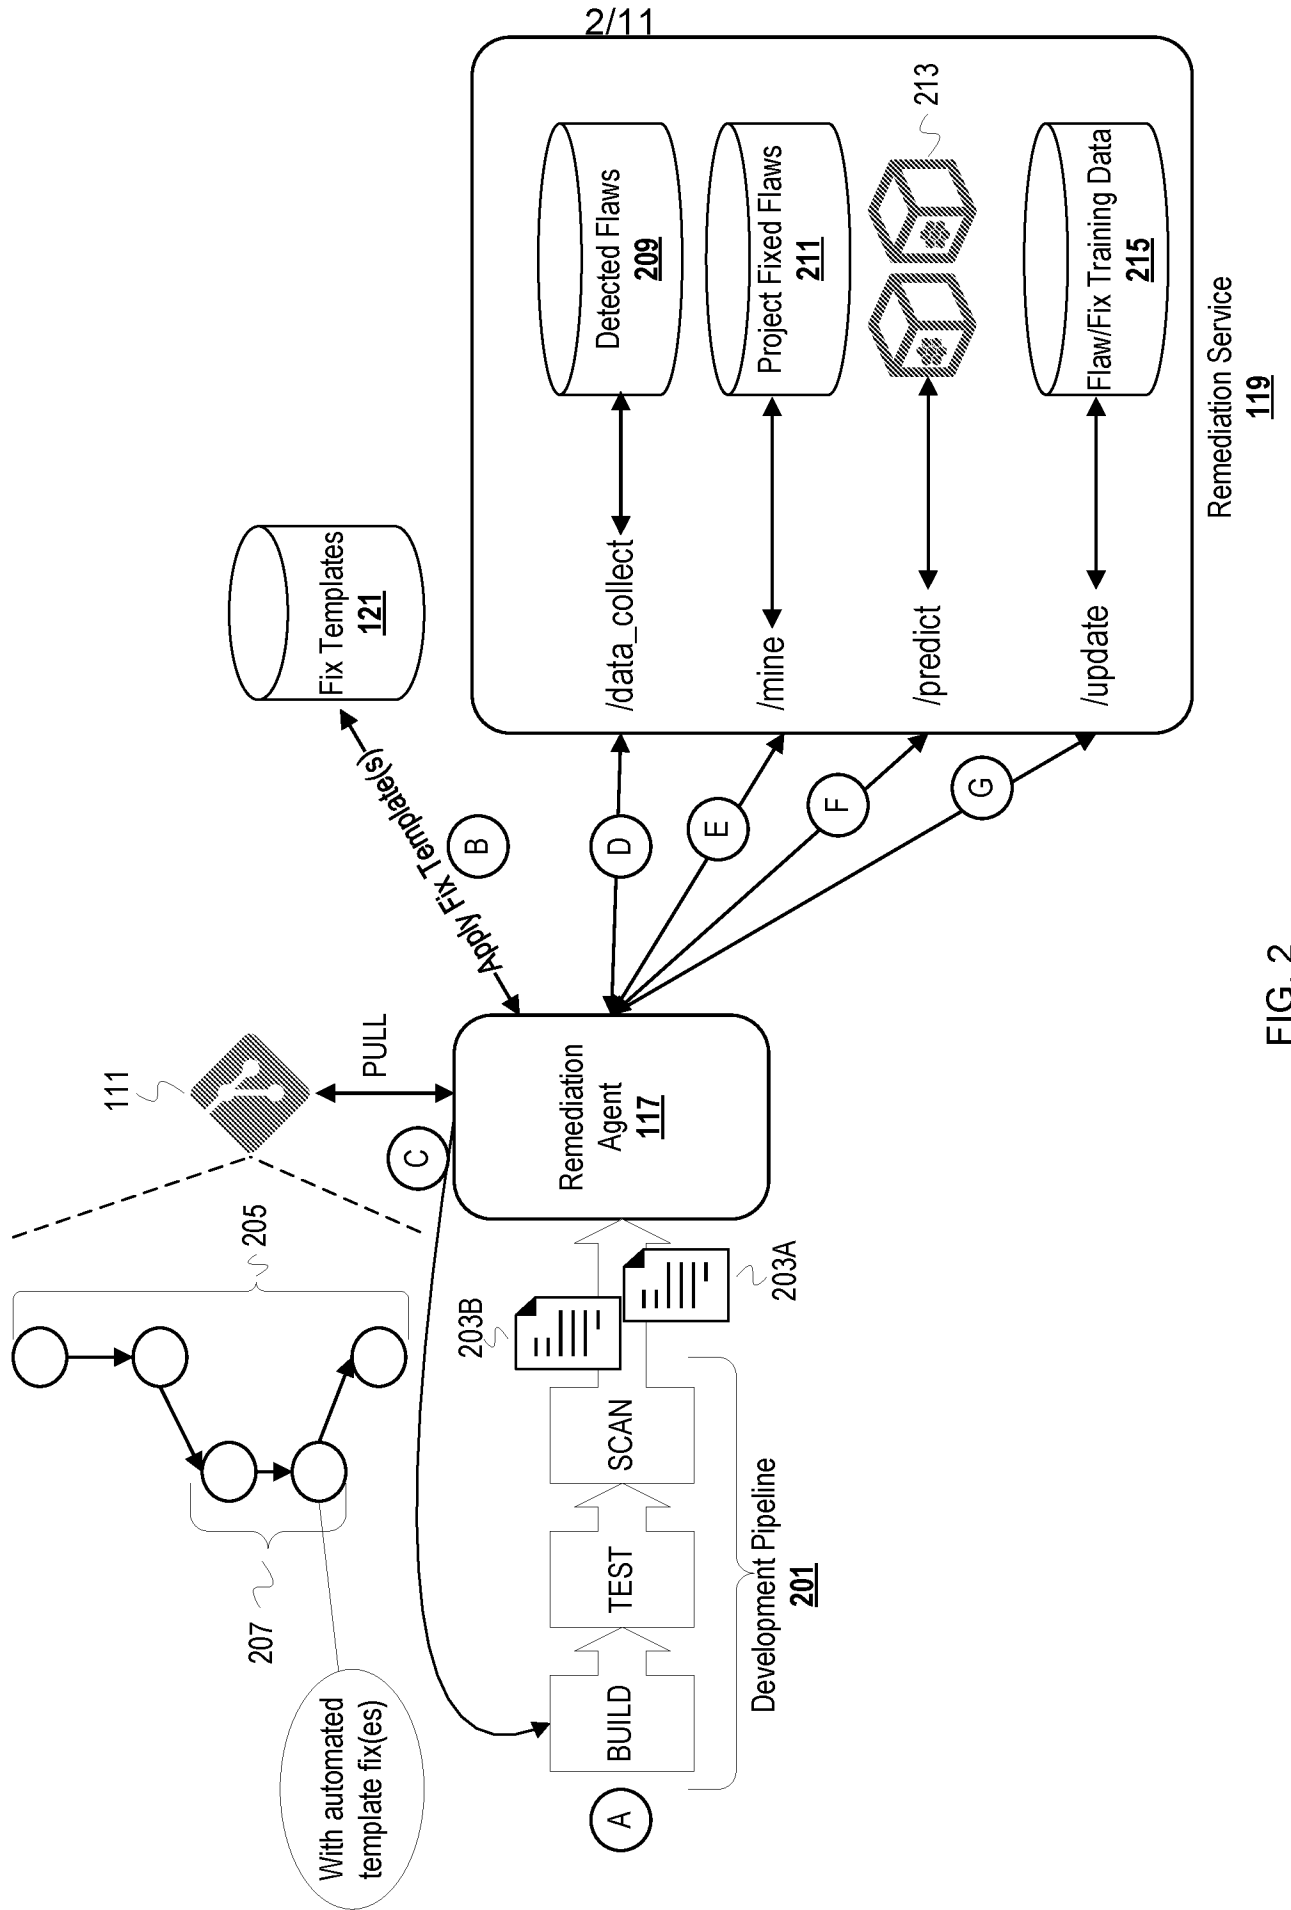 2/11
With automated
template fix(es)
207
205
111
PULL
C
Apply Fix Template(s)
B
Fix Templates
121
A
BUILD
TEST
SCAN
203B
203A
Development Pipeline
201
Remediation
Agent
117
D
E
F
G
/data_collect
Detected Flaws
209
/mine
Project Fixed Flaws
211
/predict
213
/update
Flaw/Fix Training Data
215
Remediation Service
119
FIG. 2